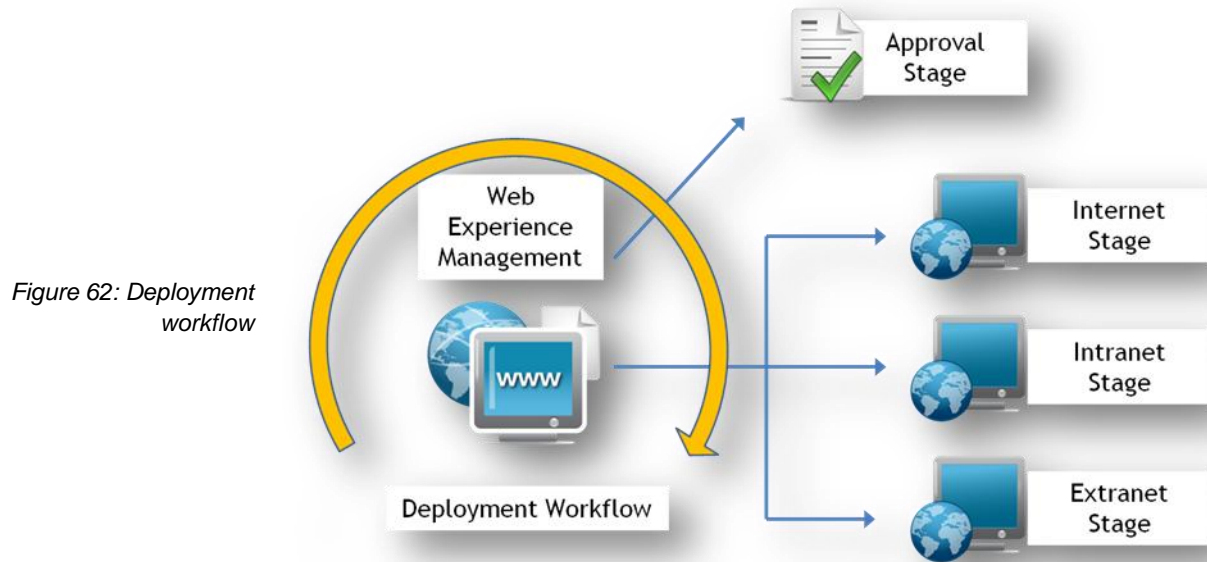 Approval
Stage
Web
Experience
Management
Internet
Stage
Figure 62: Deployment
workflow
Intranet
Stage
www
Extranet
Stage
Deployment Workflow